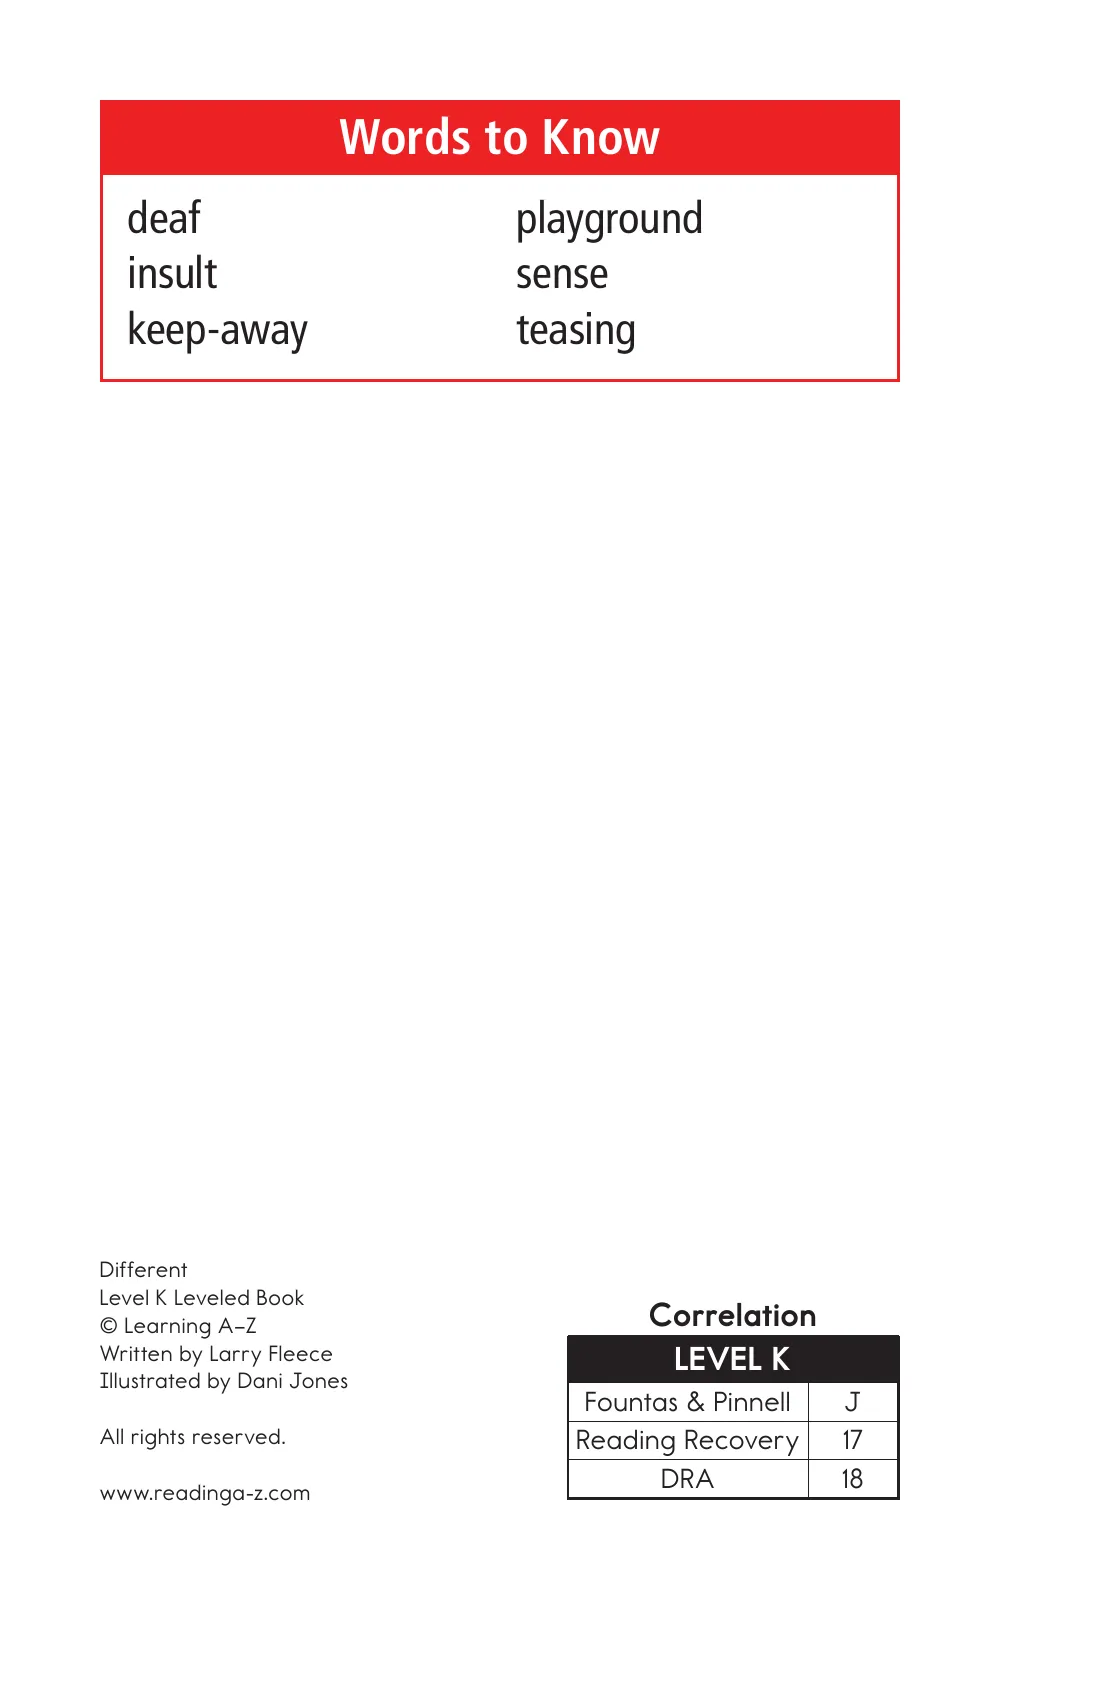 Words to Know
deaf
insult
keep-away
playground
sense
teasing
Different
Level K Leveled Book
© Learning A–Z
Written by Larry Fleece
Illustrated by Dani Jones
All rights reserved.
www.readinga-z.com
Correlation
LEVEL K
Fountas & Pinnell J
Reading Recovery 17
DRA 18